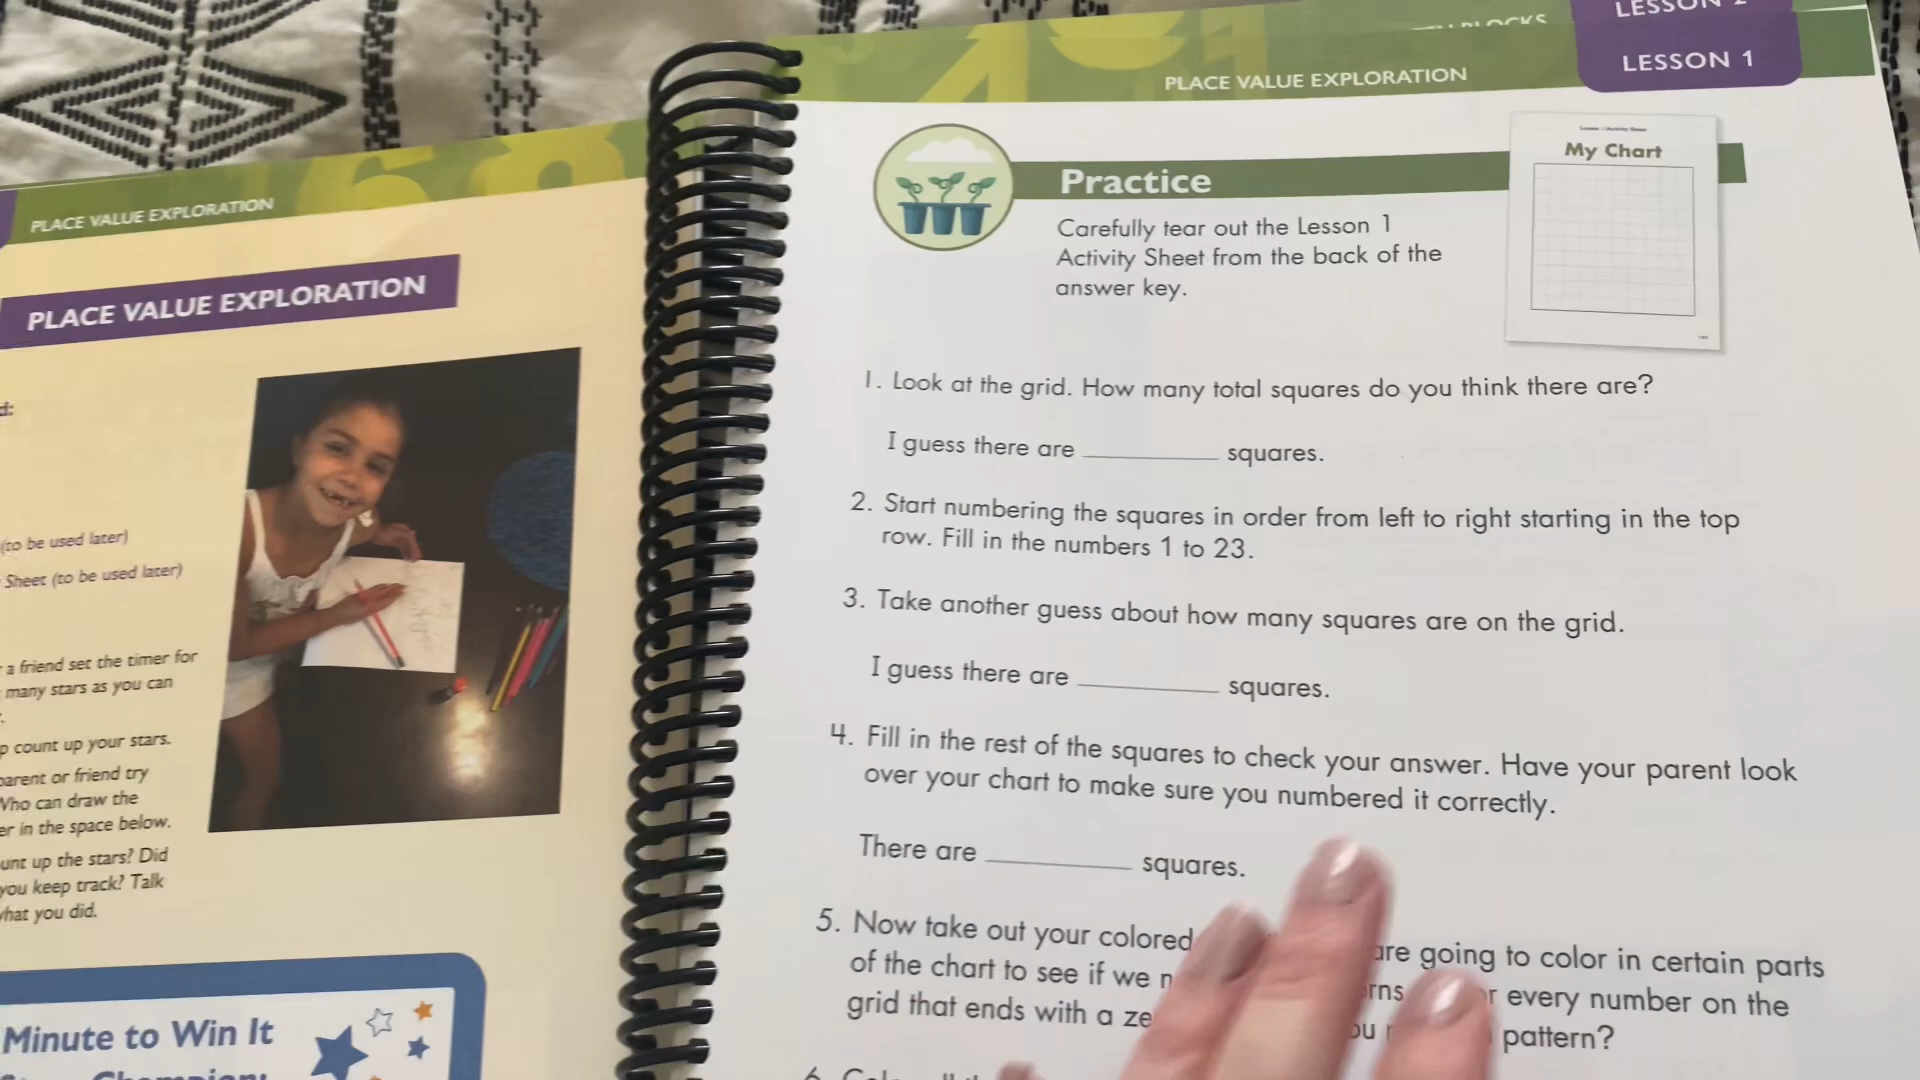 PLACE VALUE EXPLORATION
PLACE VALUE EXPLORATION
(to be used later)
Sheet (to be used later)
a friend set the timer for
many stars as you can
count up your stars.
parent or friend try
Who can draw the
in the space below.
up the stars? Did
you keep track? Talk
what you did.
Minute to Win It
BLOCKS
LESSON
PLACE VALUE EXPLORATION
LESSON 1
Practice
Carefully tear out the Lesson 1
Activity Sheet from the back of the
answer key.
My Chart
1. Look at the grid. How many total squares do you think there are?
I guess there are ________ squares.
2. Start numbering the squares in order from left to right starting in the top
row. Fill in the numbers 1 to 23.
3. Take another guess about how many squares are on the grid.
I guess there are ________ squares.
4. Fill in the rest of the squares to check your answer. Have your parent look
over your chart to make sure you numbered it correctly.
There are ________ squares.
5. Now take out your colored are going to color in certain parts
of the chart to see if we every number on the
grid that ends with a pattern?
6.